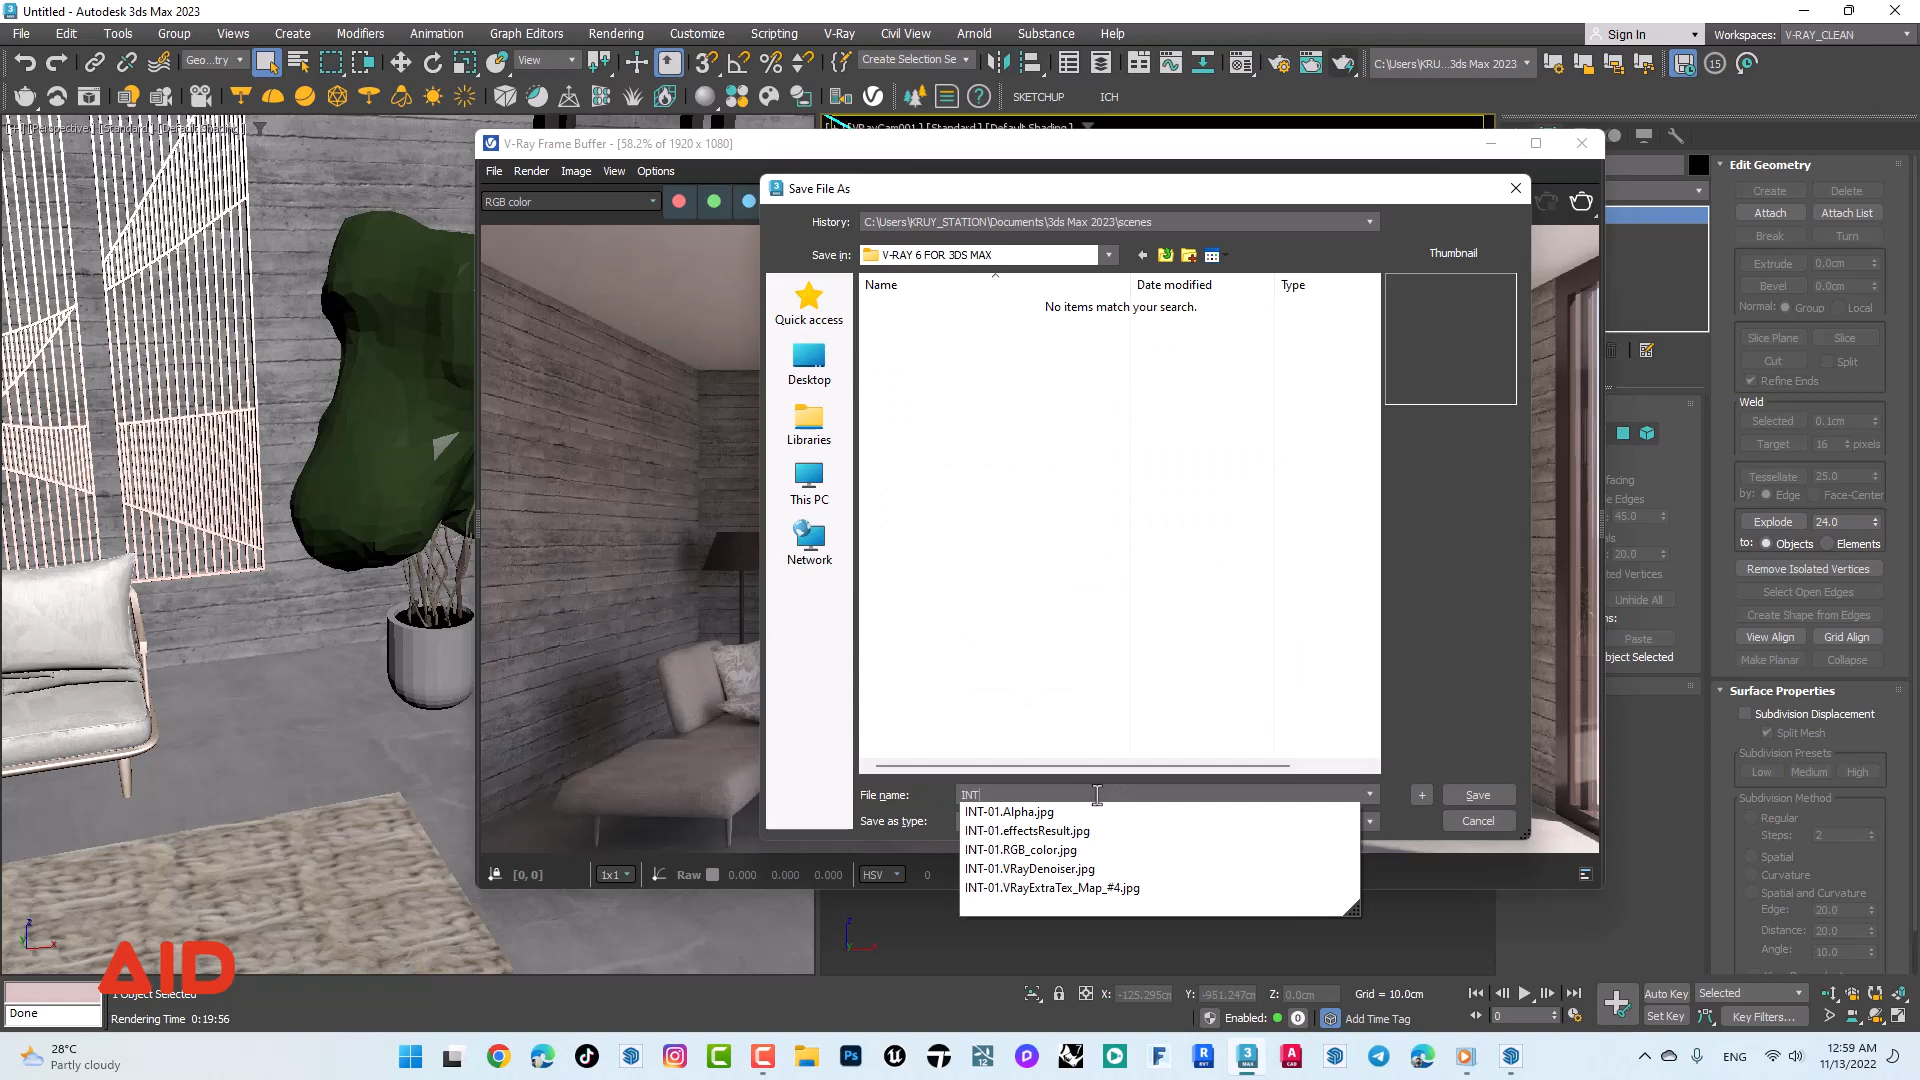 Untitled - Autodesk 3ds Max 2023
File Edit Tools Group Views Create Modifiers Animation Graph Editors Rendering Customize Scripting V-Ray Civil View Arnold Substance Help
Sign In Workspaces: V-RAY_CLEAN
Geo...try View Create Selection Se C:\Users\KRU...3ds Max 2023 15
SKETCHUP ICH
[+] [Perspective] [Standard] [Default Shading]
V-Ray Frame Buffer - [58.2% of 1920 x 1080]
File Render Image View Options
RGB color
Save File As
History: C:\Users\KRUY_STATION\Documents\3ds Max 2023\scenes
Save in: V-RAY 6 FOR 3DS MAX
Thumbnail
Name Date modified Type
No items match your search.
Quick access
Desktop
Libraries
This PC
Network
File name: INT
+ Save
INT-01.Alpha.jpg
Save as type:
Cancel
INT-01.effectsResult.jpg
INT-01.RGB_color.jpg
INT-01.VRayDenoiser.jpg
INT-01.VRayExtraTex_Map_#4.jpg
[0, 0] 1x1 Raw 0.000 0.000 0.000 HSV 0
Edit Geometry
Create Delete
Attach Attach List
Break Turn
Extrude 0.0cm
Bevel 0.0cm
Normal: Group Local
Slice Plane Slice
Cut Split
Refine Ends
Weld
Selected 0.1cm
Target 16 pixels
Tessellate 25.0
by: Edge Face-Center
Explode 24.0
to: Objects Elements
Remove Isolated Vertices
Select Open Edges
Create Shape from Edges
View Align Grid Align
Make Planar Collapse
Surface Properties
Subdivision Displacement
Split Mesh
Subdivision Presets
Low Medium High
Subdivision Method
Regular
Steps: 2
Spatial
Curvature
Spatial and Curvature
Edge: 20.0
Distance: 20.0
Angle: 10.0
45.0
20.0
Unhide All
Paste
bject Selected
AID
1 Object Selected
Done
Rendering Time 0:19:56
X: -125.295cm Y: -951.247cm Z: 0.0cm Grid = 10.0cm
Enabled: 0 Add Time Tag
Auto Key Selected
0 Set Key Key Filters...
28°C
Partly cloudy
ENG
12:59 AM
11/13/2022